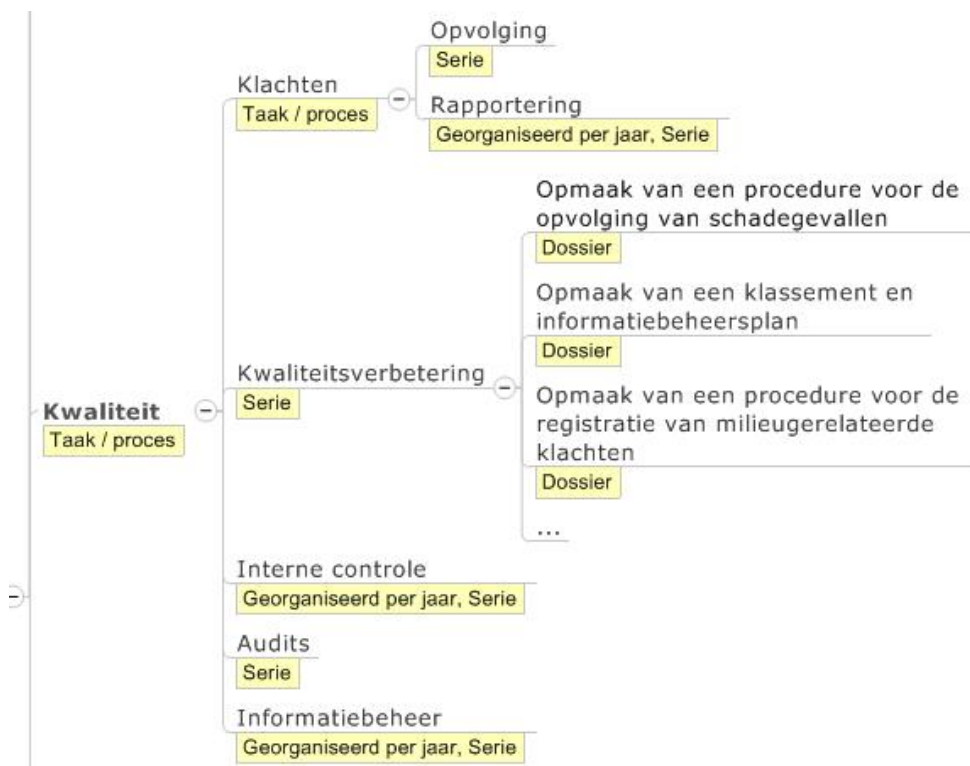 Opvolging
Serie
Klachten
Taak / proces
Rapportering
Georganiseerd per jaar, Serie
Opmaak van een procedure voor de
opvolging van schadegevallen
Dossier
Opmaak van een klassement en
informatiebeheersplan
Dossier
Kwaliteitsverbetering
Serie
Opmaak van een procedure voor de
registratie van milieugerelateerde
klachten
Dossier
...
Kwaliteit
Taak / proces
Interne controle
Georganiseerd per jaar, Serie
Audits
Serie
Informatiebeheer
Georganiseerd per jaar, Serie